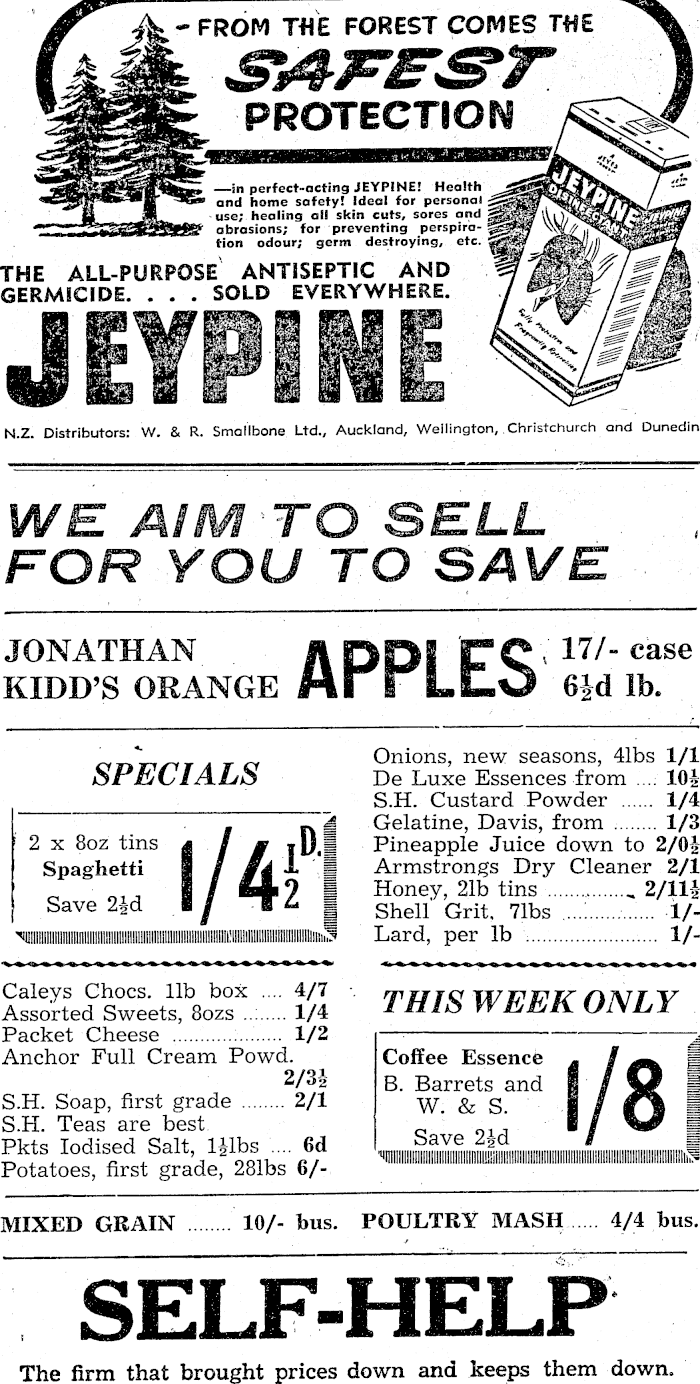 - FROM THE FOREST COMES THE
SAFEST
PROTECTION
—in perfect-acting JEYPINE! Health
and home safety! Ideal for personal
use; healing all skin cuts, sores and
abrasions; for preventing perspira-
tion odour; germ destroying, etc.
JEYPINE
DISINFECTANT
THE ALL-PURPOSE ANTISEPTIC AND
GERMICIDE. . . . SOLD EVERYWHERE.
JEYPINE
N.Z. Distributors: W. & R. Smallbone Ltd., Auckland, Wellington, Christchurch and Dunedin
WE AIM TO SELL
FOR YOU TO SAVE
JONATHAN
KIDD'S ORANGE
APPLES
17/- case
6½d lb.
SPECIALS
2 x 8oz tins
Spaghetti
Save 2½d
1/4½D.
Caleys Chocs. 1lb box .... 4/7
Assorted Sweets, 8ozs ........ 1/4
Packet Cheese .................... 1/2
Anchor Full Cream Powd.
2/3½
S.H. Soap, first grade ........ 2/1
S.H. Teas are best
Pkts Iodised Salt, 1½lbs .... 6d
Potatoes, first grade, 28lbs 6/-
Onions, new seasons, 4lbs 1/1
De Luxe Essences from .... 10½
S.H. Custard Powder ...... 1/4
Gelatine, Davis, from ........ 1/3
Pineapple Juice down to 2/0½
Armstrongs Dry Cleaner 2/1
Honey, 2lb tins .............. 2/11½
Shell Grit, 7lbs ................ 1/-
Lard, per lb ........................ 1/-
THIS WEEK ONLY
Coffee Essence
B. Barrets and
W. & S.
Save 2½d
1/8
MIXED GRAIN ........ 10/- bus. POULTRY MASH ..... 4/4 bus.
SELF-HELP
The firm that brought prices down and keeps them down.